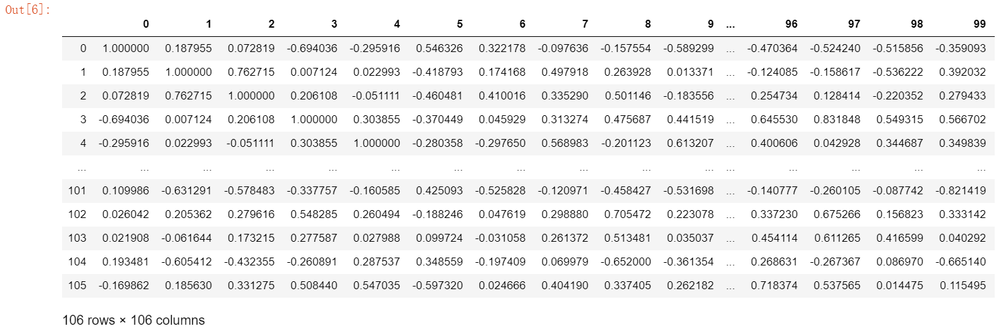 Out[6]:
0 1 2 3 4 5 6 7 8 9 ... 96 97 98 99
0 1.000000 0.187955 0.072819 -0.694036 -0.295916 0.546326 0.322178 -0.097636 -0.157554 -0.589299 ... -0.470364 -0.524240 -0.515856 -0.359093
1 0.187955 1.000000 0.762715 0.007124 0.022993 -0.418793 0.174168 0.497918 0.263928 0.013371 ... -0.124085 -0.158617 -0.536222 0.392032
2 0.072819 0.762715 1.000000 0.206108 -0.051111 -0.460481 0.410016 0.335290 0.501146 -0.183556 ... 0.254734 0.128414 -0.220352 0.279433
3 -0.694036 0.007124 0.206108 1.000000 0.303855 -0.370449 0.045929 0.313274 0.475687 0.441519 ... 0.645530 0.831848 0.549315 0.566702
4 -0.295916 0.022993 -0.051111 0.303855 1.000000 -0.280358 -0.297650 0.568983 -0.201123 0.613207 ... 0.400606 0.042928 0.344687 0.349839
... ... ... ... ... ... ... ... ... ... ... ... ... ... ... ...
101 0.109986 -0.631291 -0.578483 -0.337757 -0.160585 0.425093 -0.525828 -0.120971 -0.458427 -0.531698 ... -0.140777 -0.260105 -0.087742 -0.821419
102 0.026042 0.205362 0.279616 0.548285 0.260494 -0.188246 0.047619 0.298880 0.705472 0.223078 ... 0.337230 0.675266 0.156823 0.333142
103 0.021908 -0.061644 0.173215 0.277587 0.027988 0.099724 -0.031058 0.261372 0.513481 0.035037 ... 0.454114 0.611265 0.416599 0.040292
104 0.193481 -0.605412 -0.432355 -0.260891 0.287537 0.348559 -0.197409 0.069979 -0.652000 -0.361354 ... 0.268631 -0.267367 0.086970 -0.665140
105 -0.169862 0.185630 0.331275 0.508440 0.547035 -0.597320 0.024666 0.404190 0.337405 0.262182 ... 0.718374 0.537565 0.014475 0.115495
106 rows × 106 columns